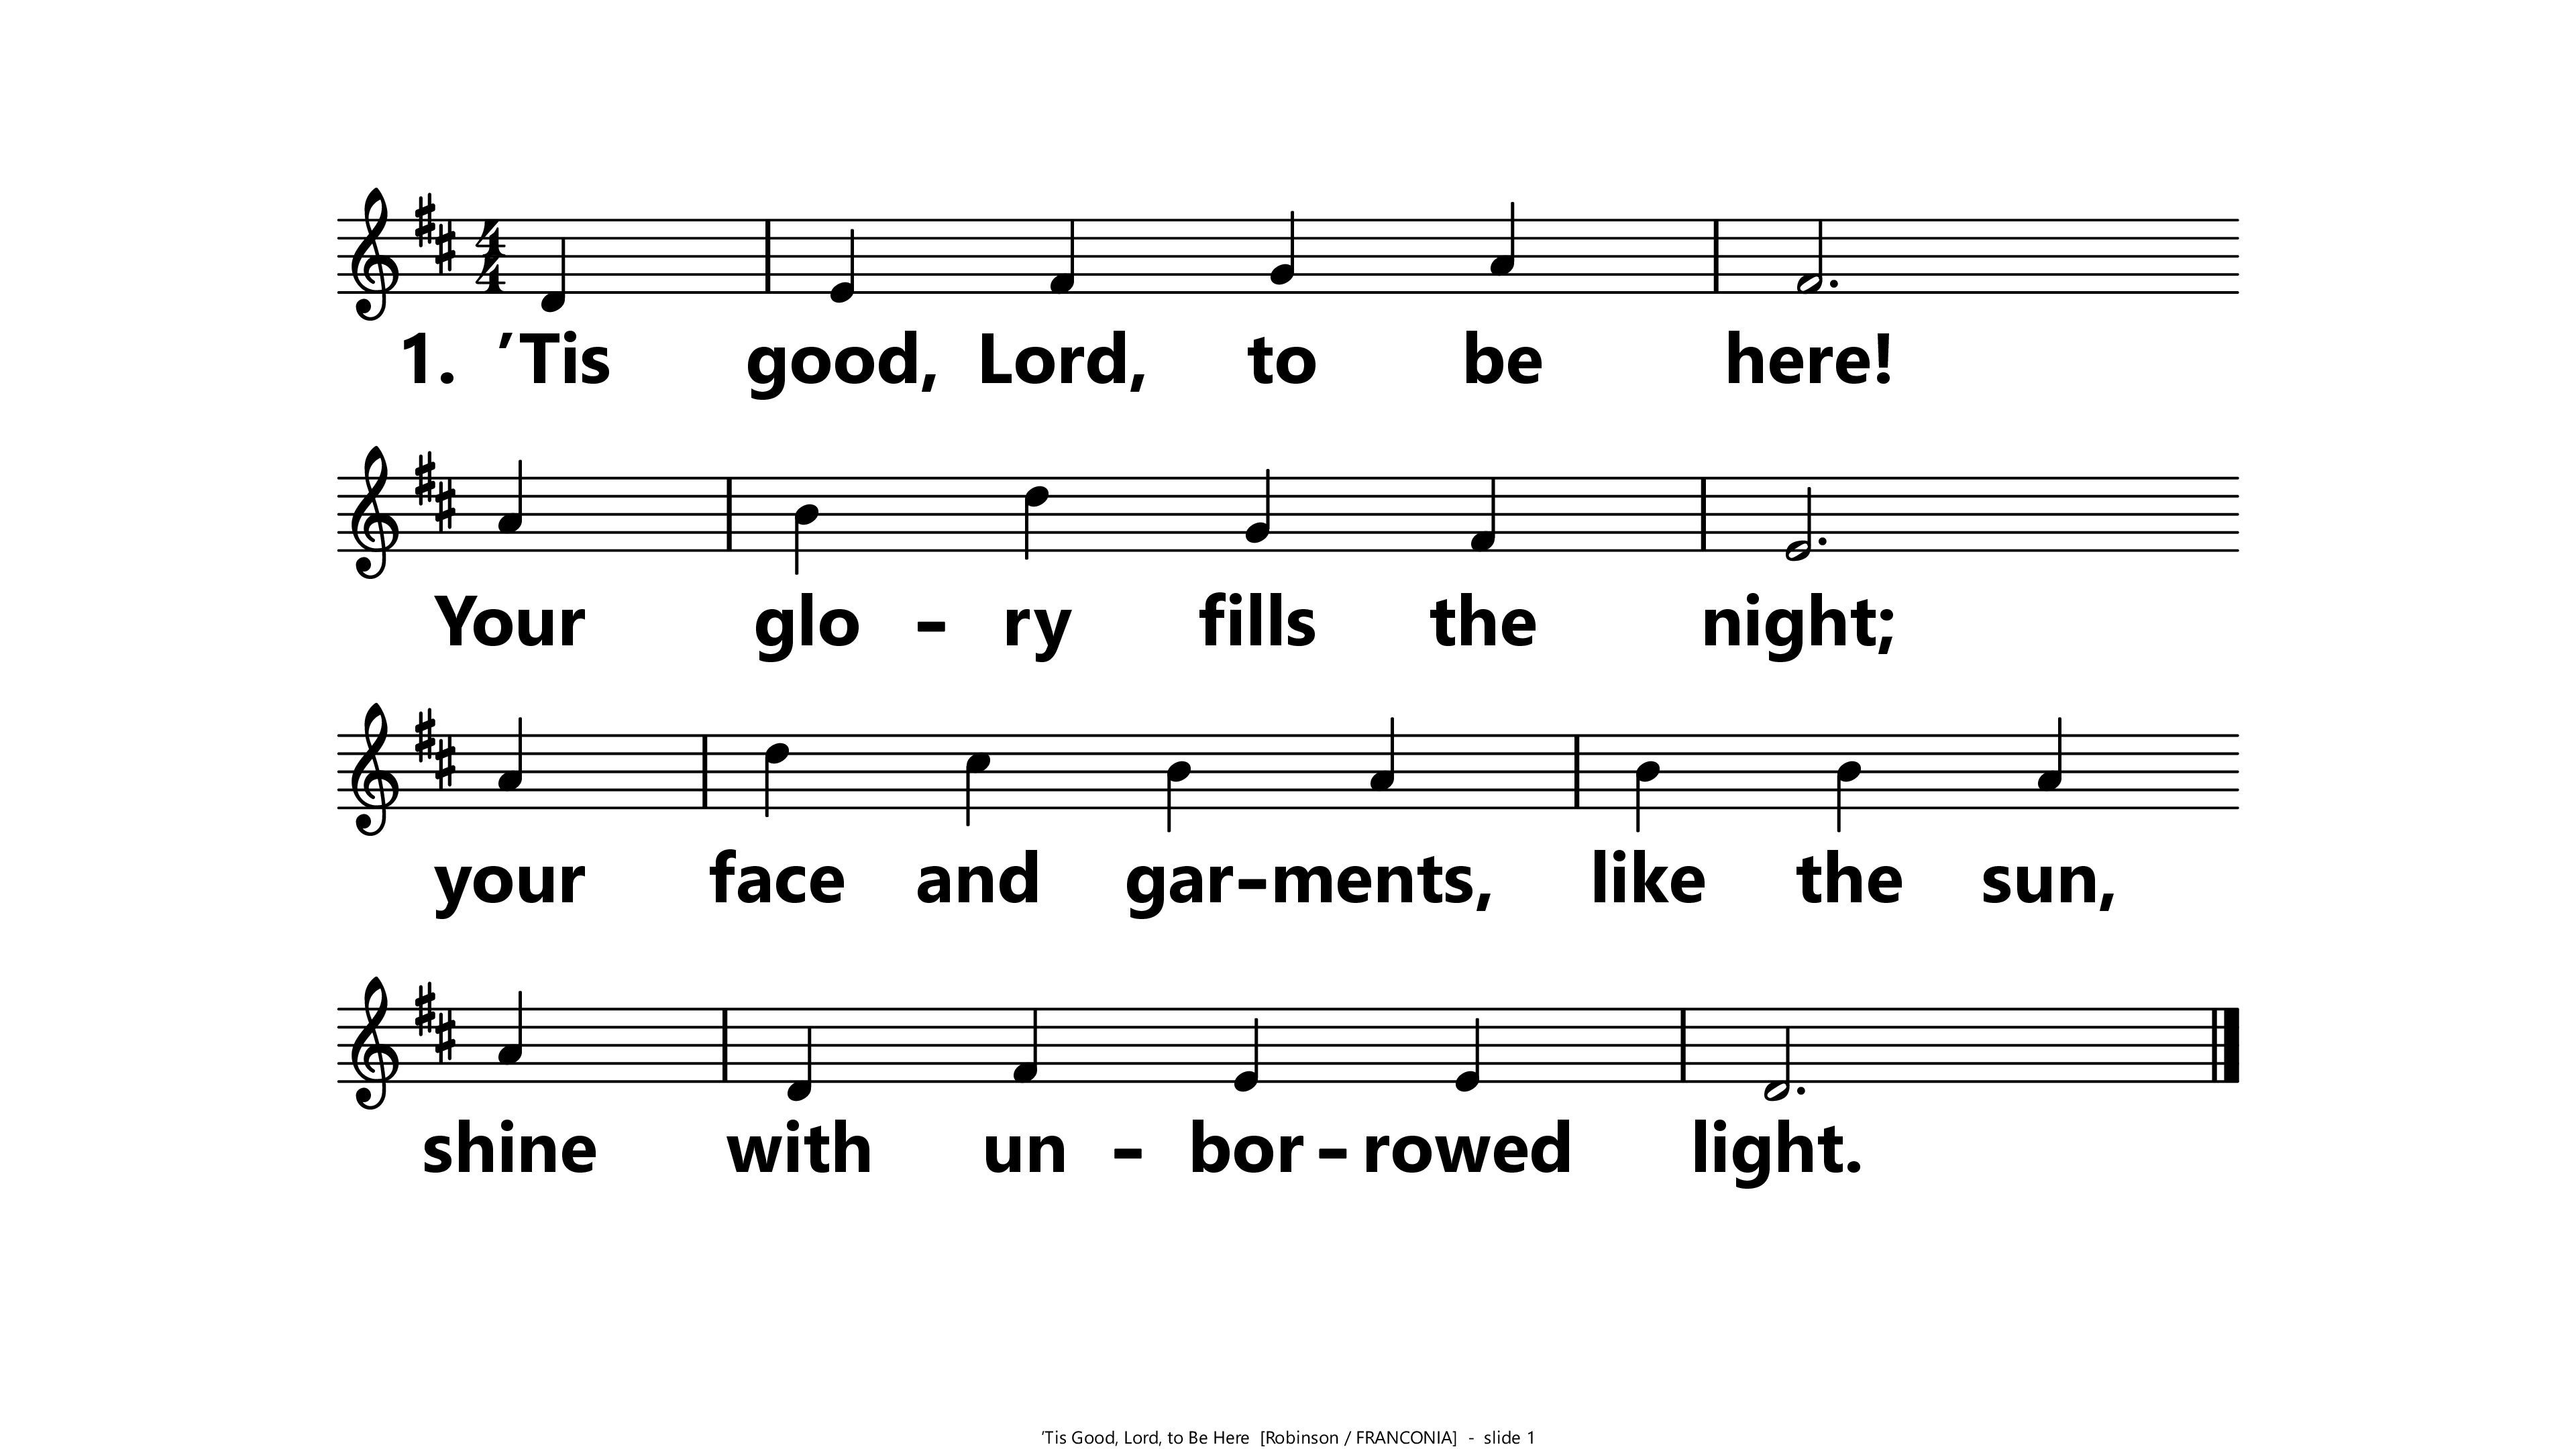 1. ’Tis good, Lord, to be here!
Your glo - ry fills the night;
your face and gar-ments, like the sun,
shine with un - bor - rowed light.
’Tis Good, Lord, to Be Here [Robinson / FRANCONIA] - slide 1